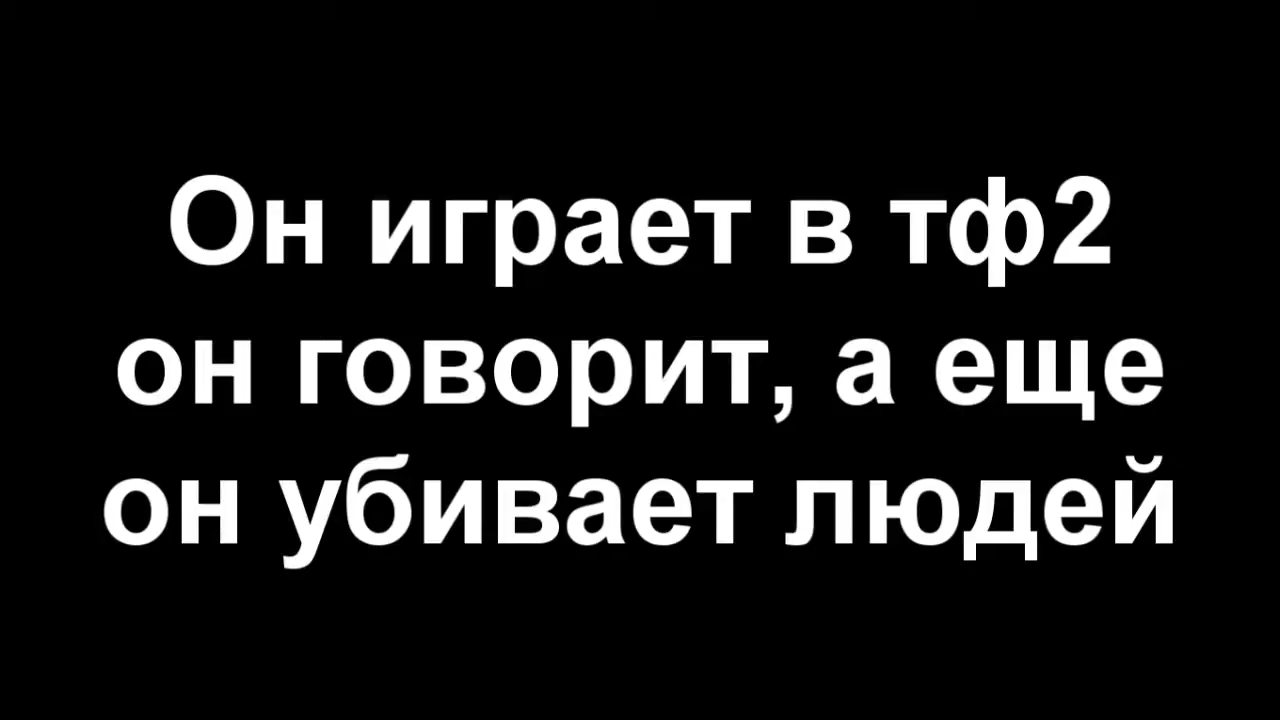 Он играет в тф2
он говорит, а еще
он убивает людей